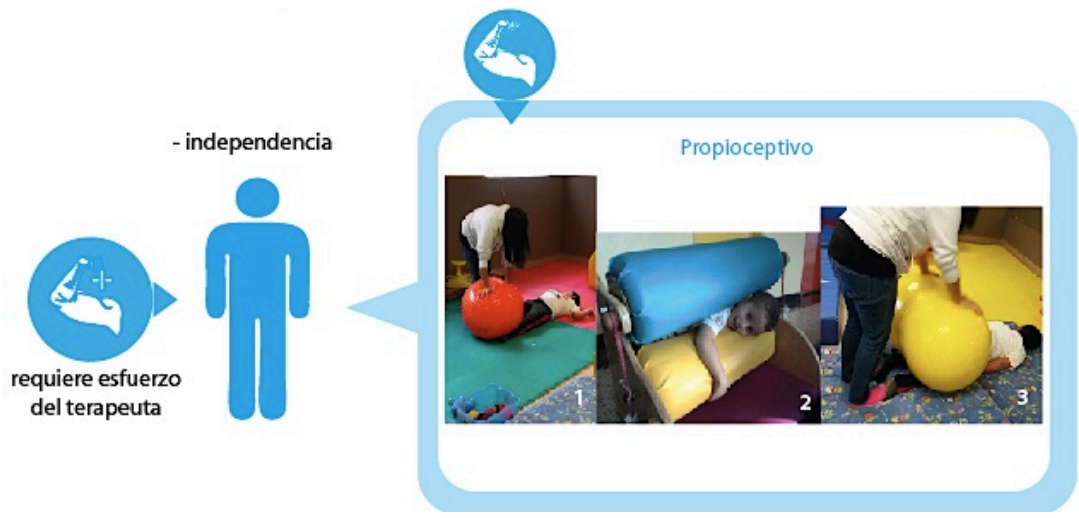 - independencia
requiere esfuerzo
del terapeuta
Propioceptivo
1
2
3